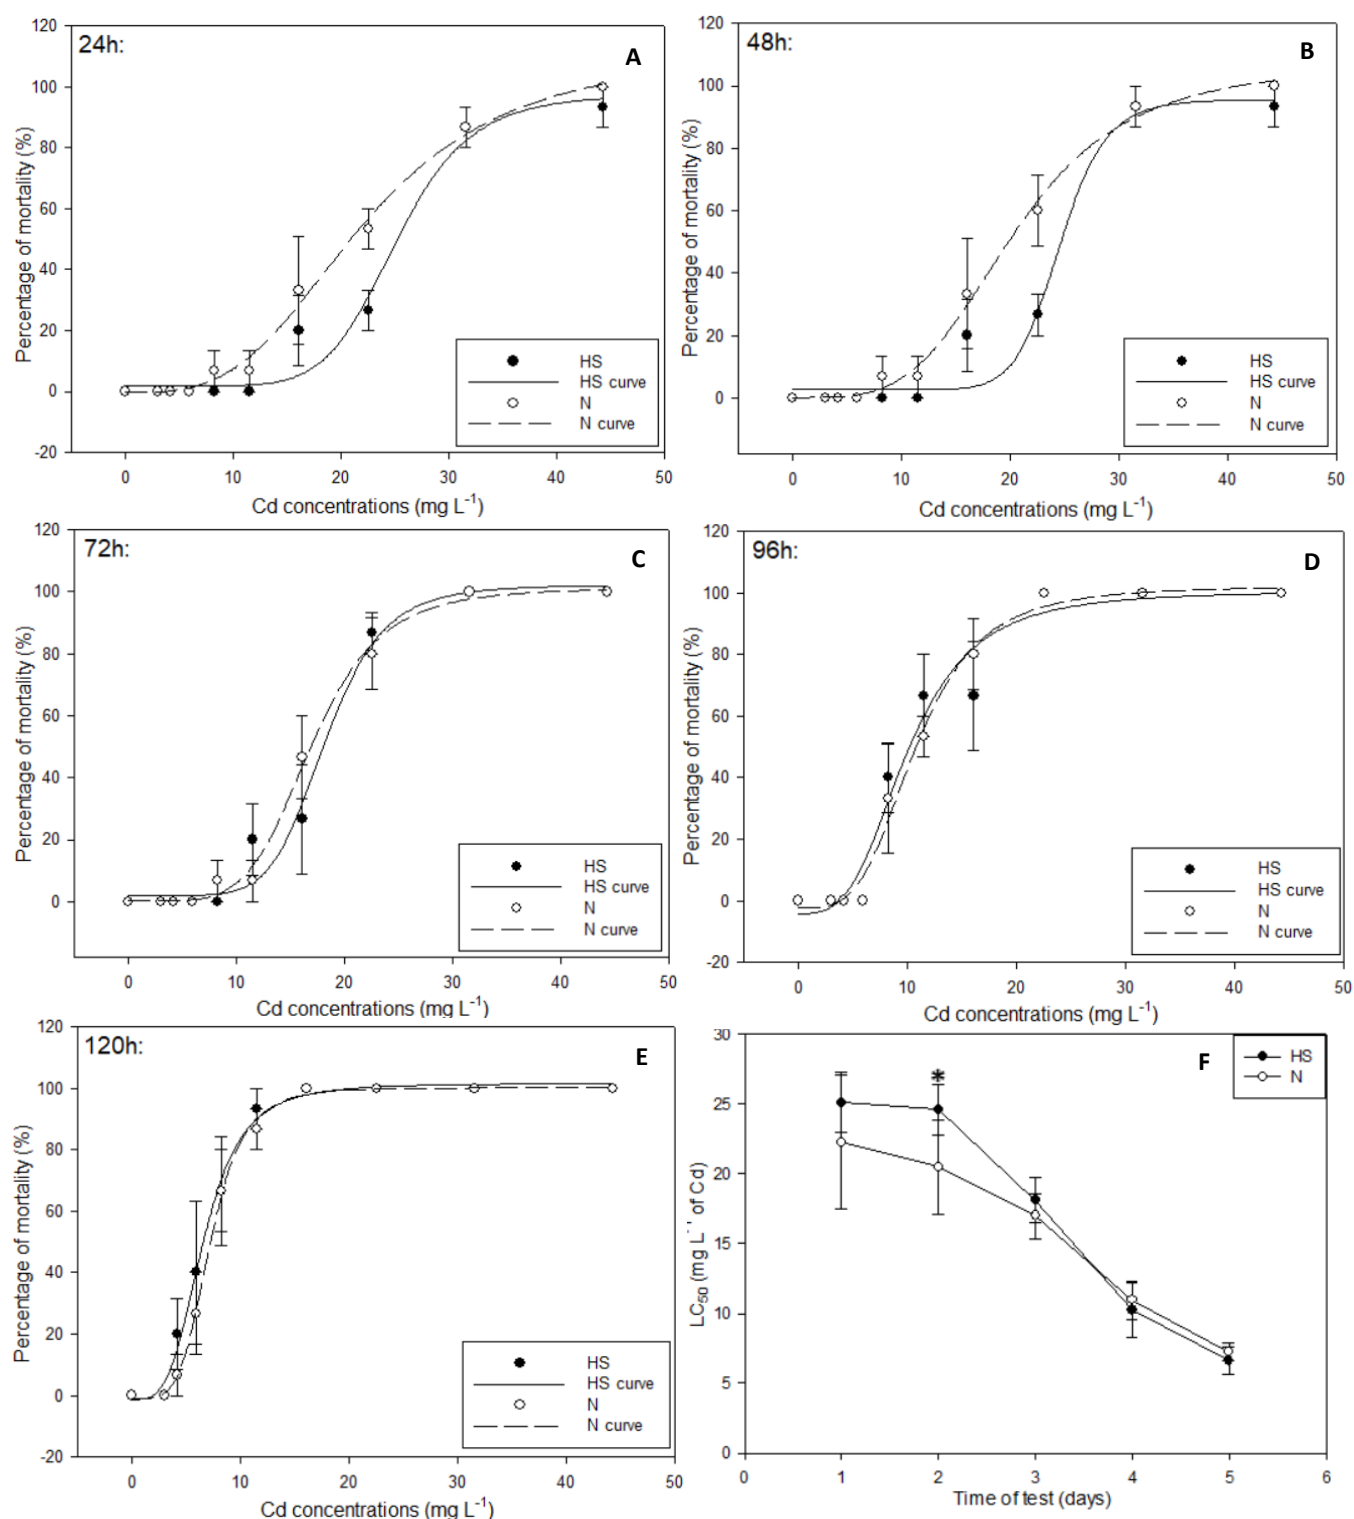 24h:
A
Percentage of mortality (%)
120
100
80
60
40
20
0
-20
HS
HS curve
N
N curve
0 10 20 30 40 50
Cd concentrations (mg L⁻¹)
48h:
B
Percentage of mortality (%)
120
100
80
60
40
20
0
HS
HS curve
N
N curve
0 10 20 30 40 50
Cd concentrations (mg L⁻¹)
72h:
C
Percentage of mortality (%)
120
100
80
60
40
20
0
HS
HS curve
N
N curve
0 10 20 30 40 50
Cd concentrations (mg L⁻¹)
96h:
D
Percentage of mortality (%)
120
100
80
60
40
20
0
-20
HS
HS curve
N
N curve
0 10 20 30 40 50
Cd concentrations (mg L⁻¹)
120h:
E
Percentage of mortality (%)
120
100
80
60
40
20
0
-20
HS
HS curve
N
N curve
0 10 20 30 40 50
Cd concentrations (mg L⁻¹)
F
HS
N
*
LC₅₀ (mg L⁻¹ of Cd)
30
25
20
15
10
5
0
0 1 2 3 4 5 6
Time of test (days)